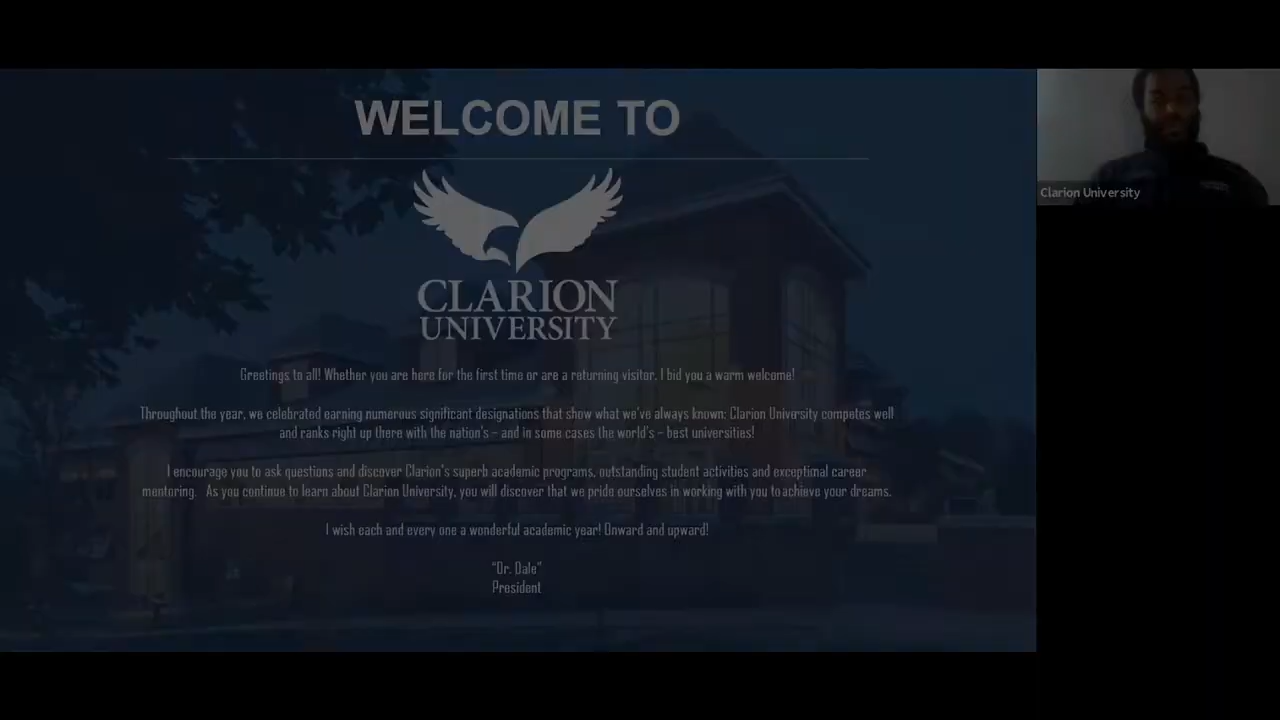 WELCOME TO
CLARION
UNIVERSITY
Clarion University
Greetings to all! Whether you are here for the first time or are a returning visitor, I bid you a warm welcome!
Throughout the year, we celebrated earning numerous significant designations that show what we've always known: Clarion University competes well
and ranks right up there with the nation's – and in some cases the world's – best universities!
I encourage you to ask questions and discover Clarion's superb academic programs, outstanding student activities and exceptional career
mentoring. As you continue to learn about Clarion University, you will discover that we pride ourselves in working with you to achieve your dreams.
I wish each and every one a wonderful academic year! Onward and upward!
"Dr. Dale"
President